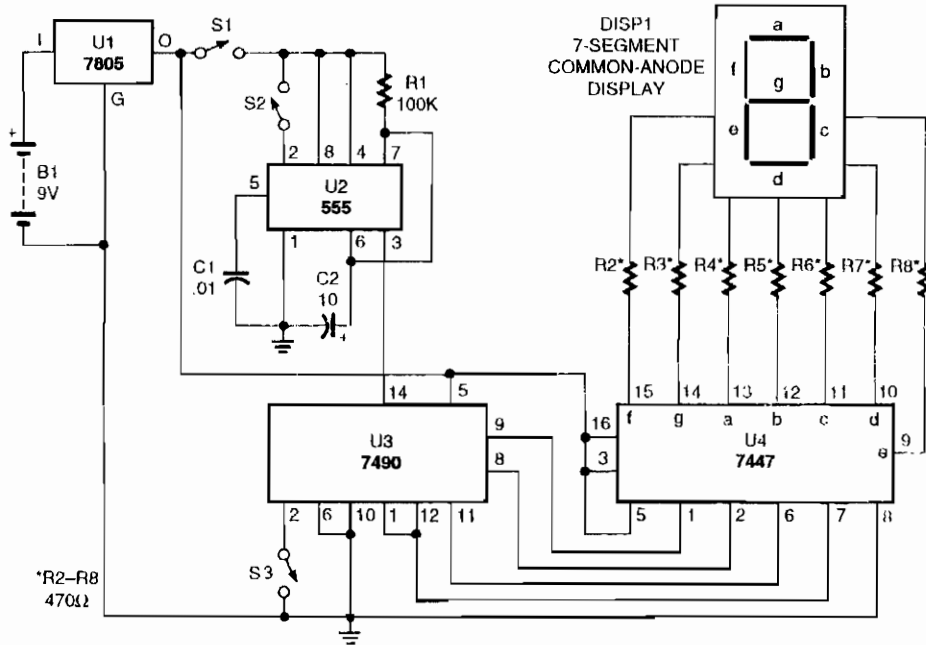 S1
I
U1
7805
O
G
S2
R1
100K
+
B1
9V
2
8
4
7
5
U2
555
1
6
3
C1
.01
C2
10
+
DISP1
7-SEGMENT
COMMON-ANODE
DISPLAY
a
f
b
g
e
c
d
R2*
R3*
R4*
R5*
R6*
R7*
R8*
14
5
U3
7490
9
8
2
6
10
1
12
11
S3
*R2–R8
470Ω
15
14
13
12
11
10
f
g
a
b
c
d
16
3
U4
7447
e
9
5
1
2
6
7
8